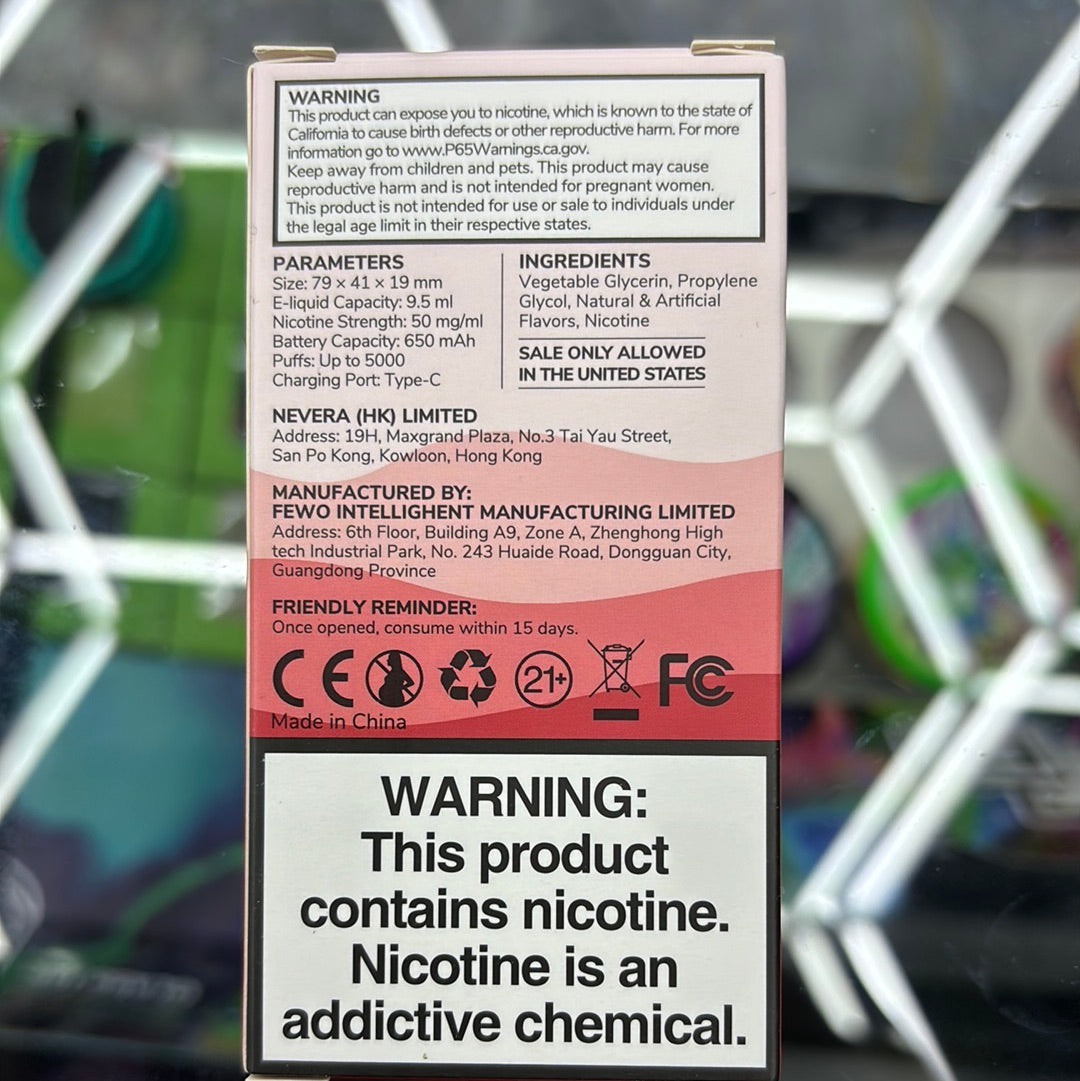 WARNING
This product can expose you to nicotine, which is known to the state of
California to cause birth defects or other reproductive harm. For more
information go to www.P65Warnings.ca.gov.
Keep away from children and pets. This product may cause
reproductive harm and is not intended for pregnant women.
This product is not intended for use or sale to individuals under
the legal age limit in their respective states.
PARAMETERS
Size: 79 × 41 × 19 mm
E-liquid Capacity: 9.5 ml
Nicotine Strength: 50 mg/ml
Battery Capacity: 650 mAh
Puffs: Up to 5000
Charging Port: Type-C
INGREDIENTS
Vegetable Glycerin, Propylene
Glycol, Natural & Artificial
Flavors, Nicotine
SALE ONLY ALLOWED
IN THE UNITED STATES
NEVERA (HK) LIMITED
Address: 19H, Maxgrand Plaza, No.3 Tai Yau Street,
San Po Kong, Kowloon, Hong Kong
MANUFACTURED BY:
FEWO INTELLIGHENT MANUFACTURING LIMITED
Address: 6th Floor, Building A9, Zone A, Zhenghong High
tech Industrial Park, No. 243 Huaide Road, Dongguan City,
Guangdong Province
FRIENDLY REMINDER:
Once opened, consume within 15 days.
CE 21+ FC
Made in China
WARNING:
This product
contains nicotine.
Nicotine is an
addictive chemical.